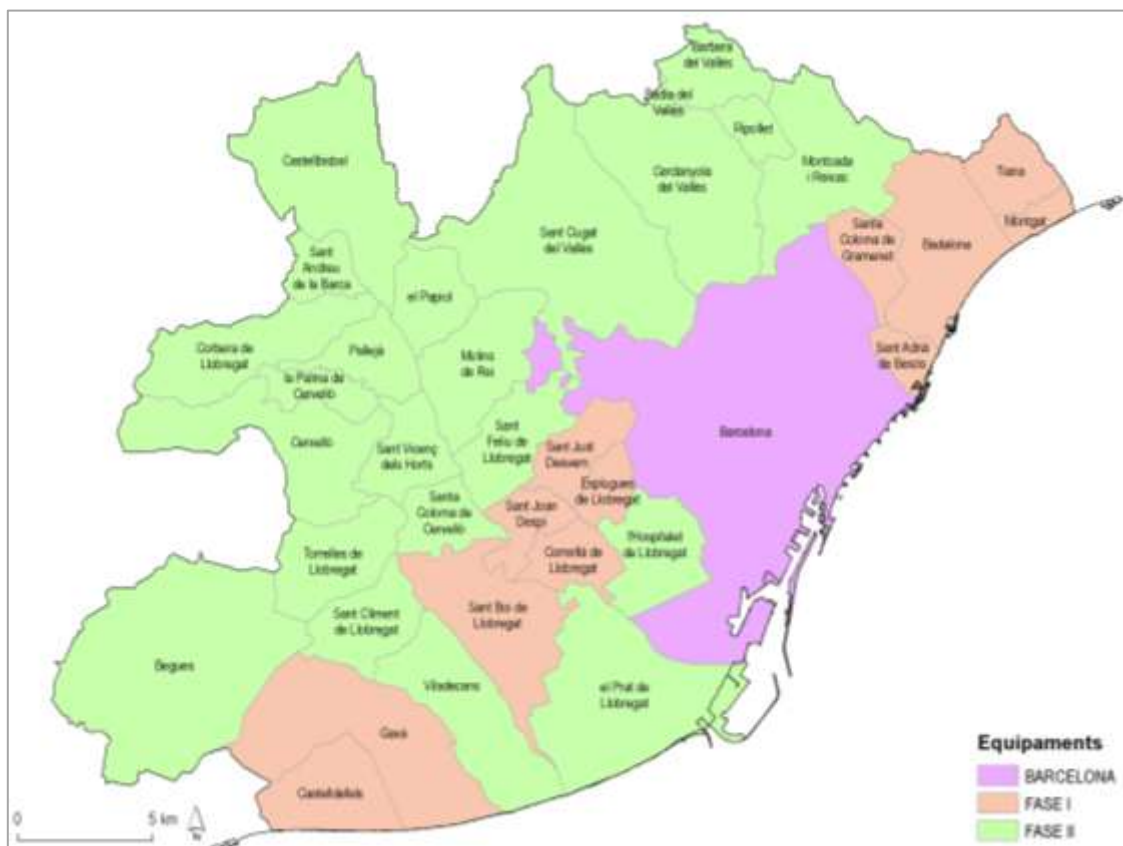 Barberà
del Vallès
Badia del
Vallès
Ripollet
Castellbisbal
Cerdanyola
del Vallès
Montcada
i Reixac
Tiana
Montgat
Sant Cugat
del Vallès
Santa
Coloma de
Gramenet
Badalona
Sant
Andreu
de la Barca
el Papiol
Corbera de
Llobregat
Pallejà
Molins
de Rei
Sant Adrià
de Besòs
la Palma de
Cervelló
Cervelló
Sant Vicenç
dels Horts
Sant
Feliu de
Llobregat
Barcelona
Sant Just
Desvern
Esplugues
de Llobregat
Santa
Coloma de
Cervelló
Sant Joan
Despí
Cornellà de
Llobregat
l'Hospitalet
de Llobregat
Torrelles de
Llobregat
Sant Boi de
Llobregat
Sant Climent
de Llobregat
Begues
Viladecans
el Prat de
Llobregat
Gavà
Castelldefels
Equipaments
BARCELONA
FASE I
FASE II
0 5 km
N